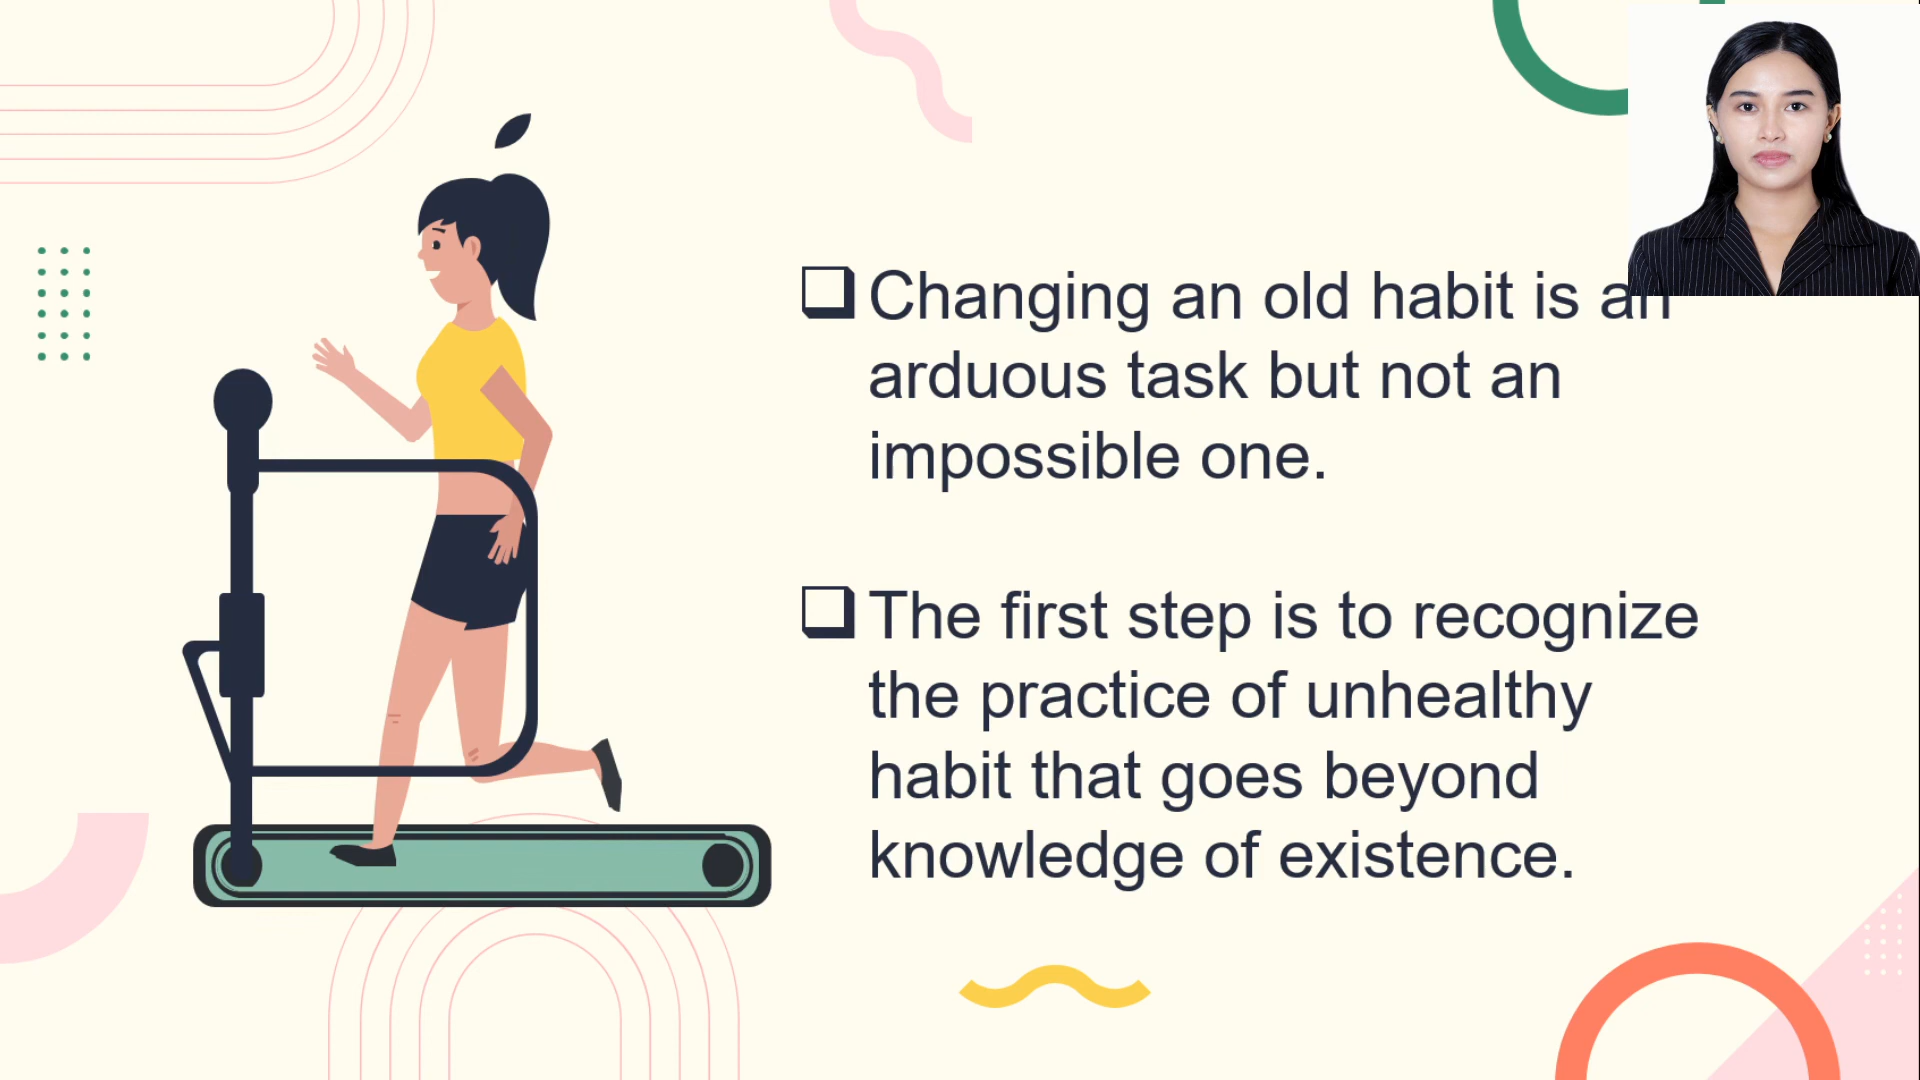 Changing an old habit is an
arduous task but not an
impossible one.
The first step is to recognize
the practice of unhealthy
habit that goes beyond
knowledge of existence.